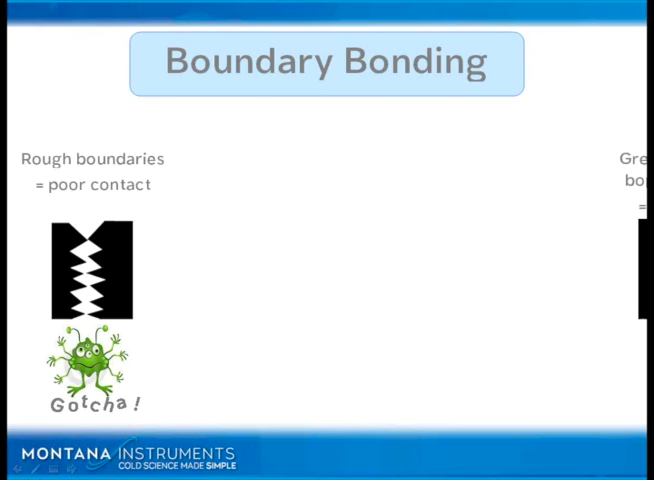 Boundary Bonding
Rough boundaries
= poor contact
=
Gotcha !
MONTANA INSTRUMENTS
COLD SCIENCE MADE SIMPLE